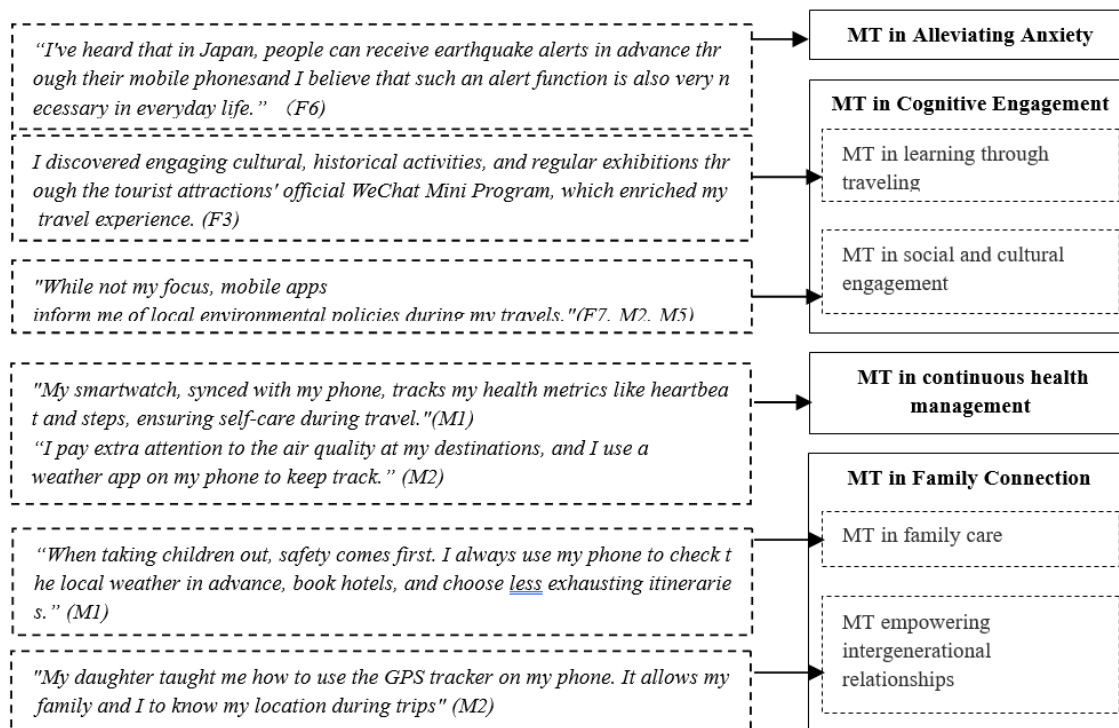 “I've heard that in Japan, people can receive earthquake alerts in advance thr
ough their mobile phonesand I believe that such an alert function is also very n
ecessary in everyday life.” (F6)
MT in Alleviating Anxiety
I discovered engaging cultural, historical activities, and regular exhibitions thr
ough the tourist attractions' official WeChat Mini Program, which enriched my
travel experience. (F3)
"While not my focus, mobile apps
inform me of local environmental policies during my travels."(F7, M2, M5)
MT in Cognitive Engagement
MT in learning through
traveling
MT in social and cultural
engagement
"My smartwatch, synced with my phone, tracks my health metrics like heartbea
t and steps, ensuring self-care during travel."(M1)
“I pay extra attention to the air quality at my destinations, and I use a
weather app on my phone to keep track.” (M2)
MT in continuous health
management
“When taking children out, safety comes first. I always use my phone to check t
he local weather in advance, book hotels, and choose less exhausting itinerarie
s.” (M1)
"My daughter taught me how to use the GPS tracker on my phone. It allows my
family and I to know my location during trips" (M2)
MT in Family Connection
MT in family care
MT empowering
intergenerational
relationships